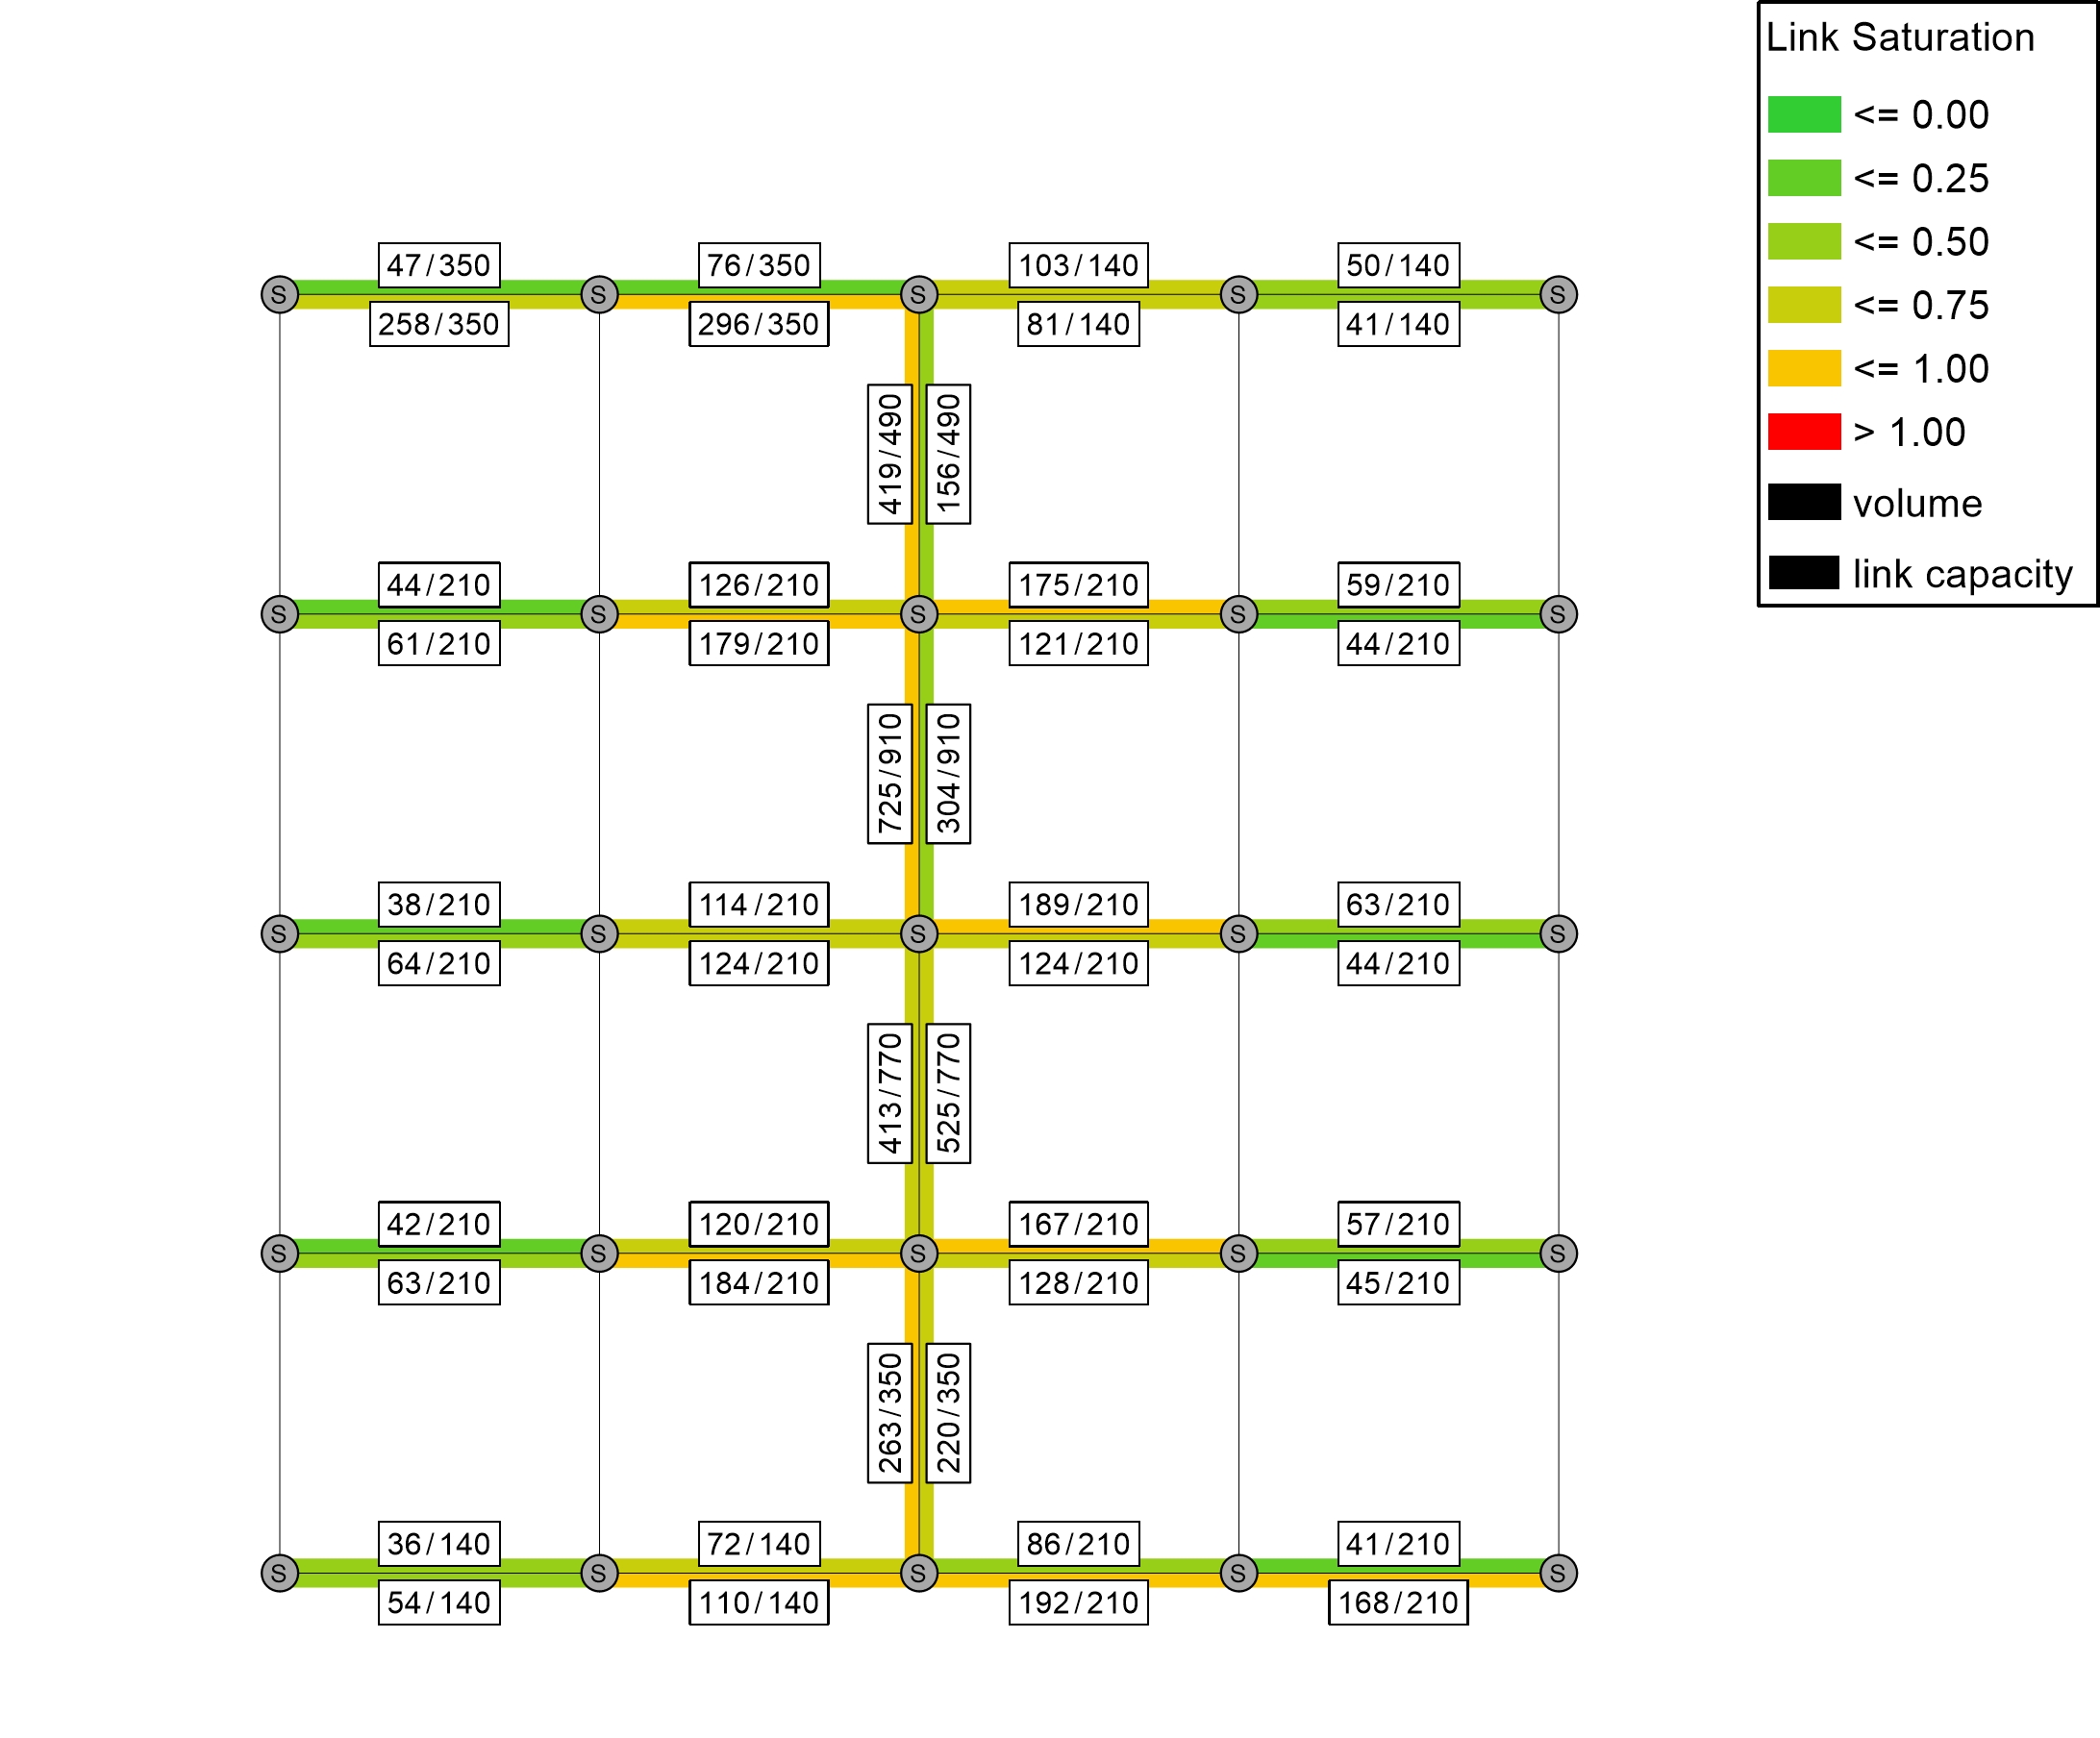 Link Saturation
<= 0.00
<= 0.25
<= 0.50
<= 0.75
<= 1.00
> 1.00
volume
link capacity
47/350 76/350 103/140 50/140
S S S S S
258/350 296/350 81/140 41/140
419/490 156/490
44/210 126/210 175/210 59/210
S S S S S
61/210 179/210 121/210 44/210
725/910 304/910
38/210 114/210 189/210 63/210
S S S S S
64/210 124/210 124/210 44/210
413/770 525/770
42/210 120/210 167/210 57/210
S S S S S
63/210 184/210 128/210 45/210
263/350 220/350
36/140 72/140 86/210 41/210
S S S S S
54/140 110/140 192/210 168/210